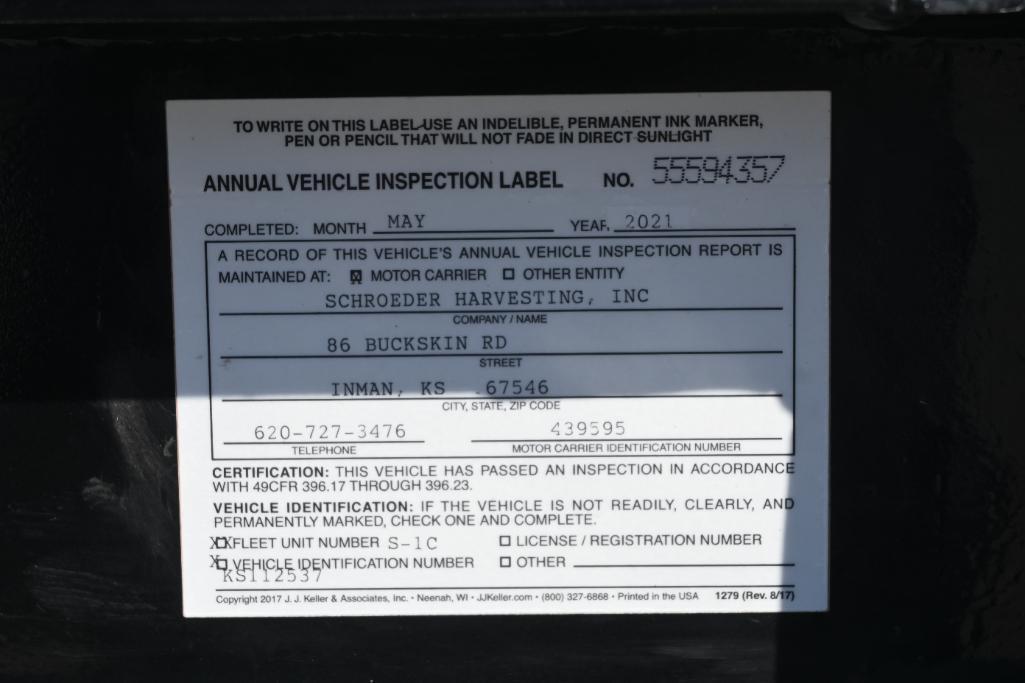 TO WRITE ON THIS LABEL-USE AN INDELIBLE, PERMANENT INK MARKER,
PEN OR PENCIL THAT WILL NOT FADE IN DIRECT SUNLIGHT
ANNUAL VEHICLE INSPECTION LABEL NO. 55594357
COMPLETED: MONTH MAY YEAR 2021
A RECORD OF THIS VEHICLE'S ANNUAL VEHICLE INSPECTION REPORT IS
MAINTAINED AT: ☒ MOTOR CARRIER ☐ OTHER ENTITY
SCHROEDER HARVESTING, INC
COMPANY / NAME
86 BUCKSKIN RD
STREET
INMAN, KS 67546
CITY, STATE, ZIP CODE
620-727-3476 439595
TELEPHONE MOTOR CARRIER IDENTIFICATION NUMBER
CERTIFICATION: THIS VEHICLE HAS PASSED AN INSPECTION IN ACCORDANCE
WITH 49CFR 396.17 THROUGH 396.23.
VEHICLE IDENTIFICATION: IF THE VEHICLE IS NOT READILY, CLEARLY, AND
PERMANENTLY MARKED, CHECK ONE AND COMPLETE.
XX FLEET UNIT NUMBER S-1C ☐ LICENSE / REGISTRATION NUMBER
X☐ VEHICLE IDENTIFICATION NUMBER ☐ OTHER
KS112537
Copyright 2017 J. J. Keller & Associates, Inc. • Neenah, WI • JJKeller.com • (800) 327-6868 • Printed in the USA 1279 (Rev. 8/17)